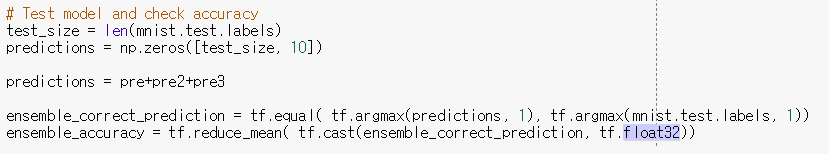 # Test model and check accuracy
test_size = len(mnist.test.labels)
predictions = np.zeros([test_size, 10])
predictions = pre+pre2+pre3
ensemble_correct_prediction = tf.equal( tf.argmax(predictions, 1), tf.argmax(mnist.test.labels, 1))
ensemble_accuracy = tf.reduce_mean( tf.cast(ensemble_correct_prediction, tf.float32))